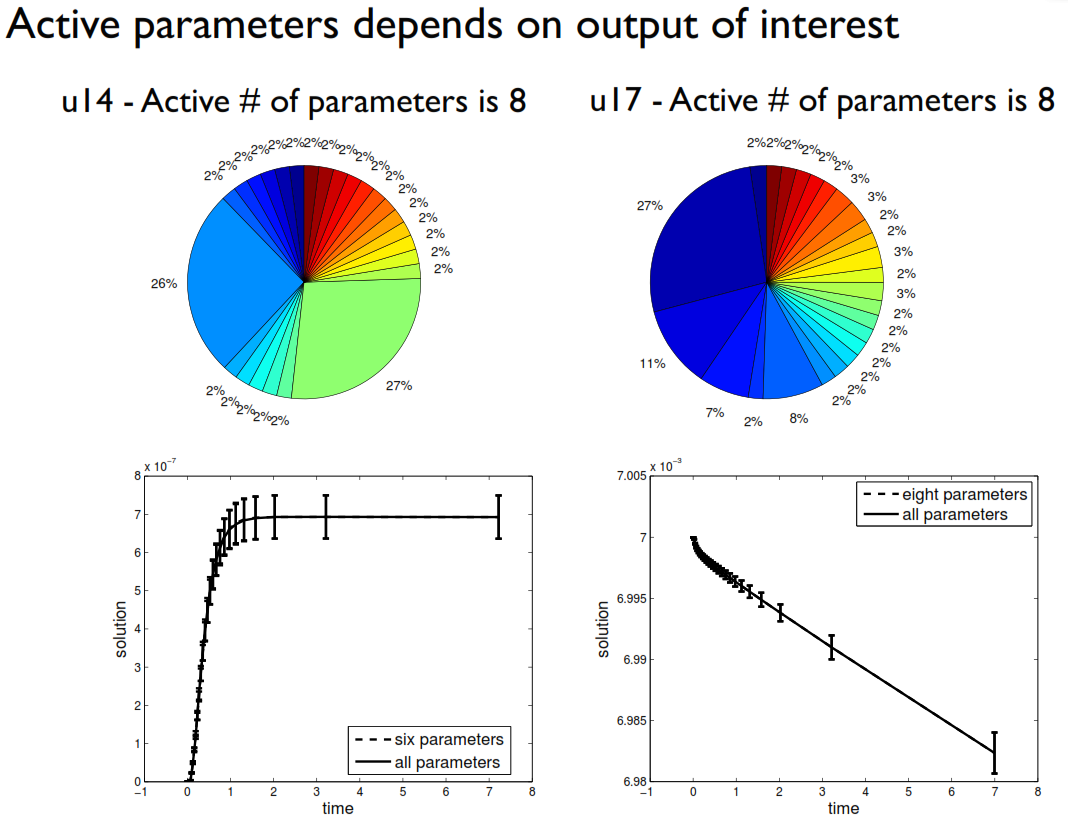 Active parameters depends on output of interest
u14 - Active # of parameters is 8
2% 2% 2% 2% 2% 2% 2% 2% 2% 2% 2% 2% 2% 2% 2% 2% 2%
26%
27%
2% 2% 2% 2% 2%
u17 - Active # of parameters is 8
2% 2% 2% 2% 2% 2% 3% 3% 2% 2% 3% 2% 3% 2% 2% 2% 2% 2% 2%
27%
11%
7%
2%
8%
x 10⁻⁷
8
7
6
5
4
3
2
1
0
solution
six parameters
all parameters
−1 0 1 2 3 4 5 6 7 8
time
7.005 x 10⁻³
7
6.995
6.99
6.985
6.98
solution
eight parameters
all parameters
−1 0 1 2 3 4 5 6 7 8
time